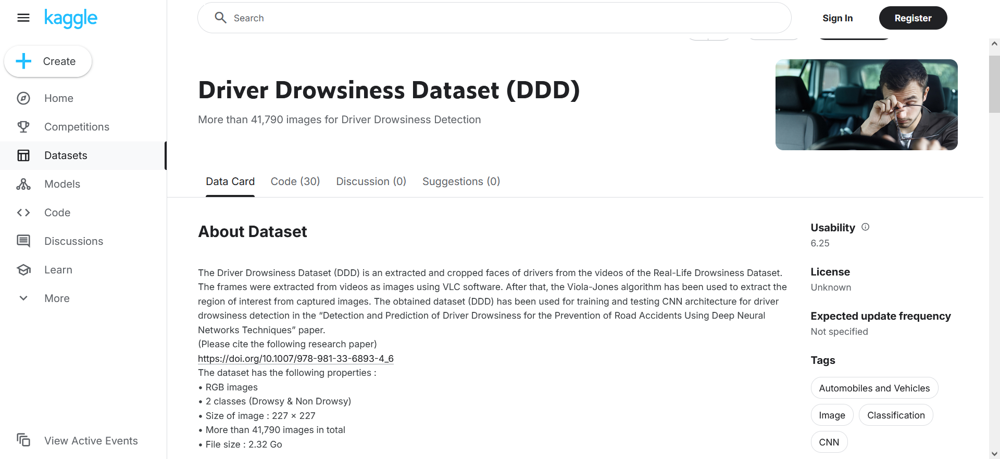 kaggle
Search
Sign In
Register
Create
Home
Competitions
Datasets
Models
Code
Discussions
Learn
More
View Active Events
Driver Drowsiness Dataset (DDD)
More than 41,790 images for Driver Drowsiness Detection
Data Card
Code (30)
Discussion (0)
Suggestions (0)
About Dataset
The Driver Drowsiness Dataset (DDD) is an extracted and cropped faces of drivers from the videos of the Real-Life Drowsiness Dataset.
The frames were extracted from videos as images using VLC software. After that, the Viola-Jones algorithm has been used to extract the
region of interest from captured images. The obtained dataset (DDD) has been used for training and testing CNN architecture for driver
drowsiness detection in the “Detection and Prediction of Driver Drowsiness for the Prevention of Road Accidents Using Deep Neural
Networks Techniques” paper.
(Please cite the following research paper)
https://doi.org/10.1007/978-981-33-6893-4_6
The dataset has the following properties :
• RGB images
• 2 classes (Drowsy & Non Drowsy)
• Size of image : 227 × 227
• More than 41,790 images in total
• File size : 2.32 Go
Usability
6.25
License
Unknown
Expected update frequency
Not specified
Tags
Automobiles and Vehicles
Image
Classification
CNN